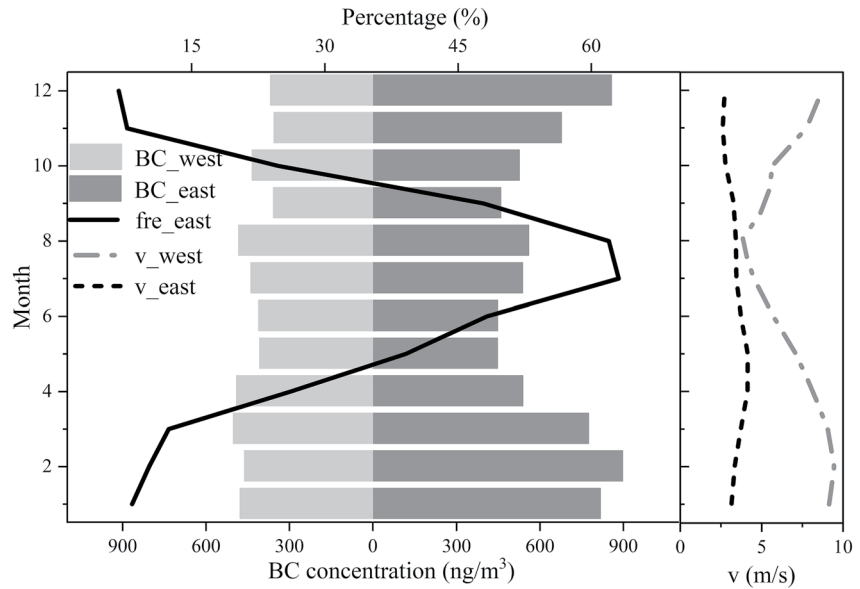 Percentage (%)
15 30 45 60
12
10
8
6
4
2
Month
BC_west
BC_east
fre_east
v_west
v_east
900 600 300 0 300 600 900
BC concentration (ng/m³)
0 5 10
v (m/s)